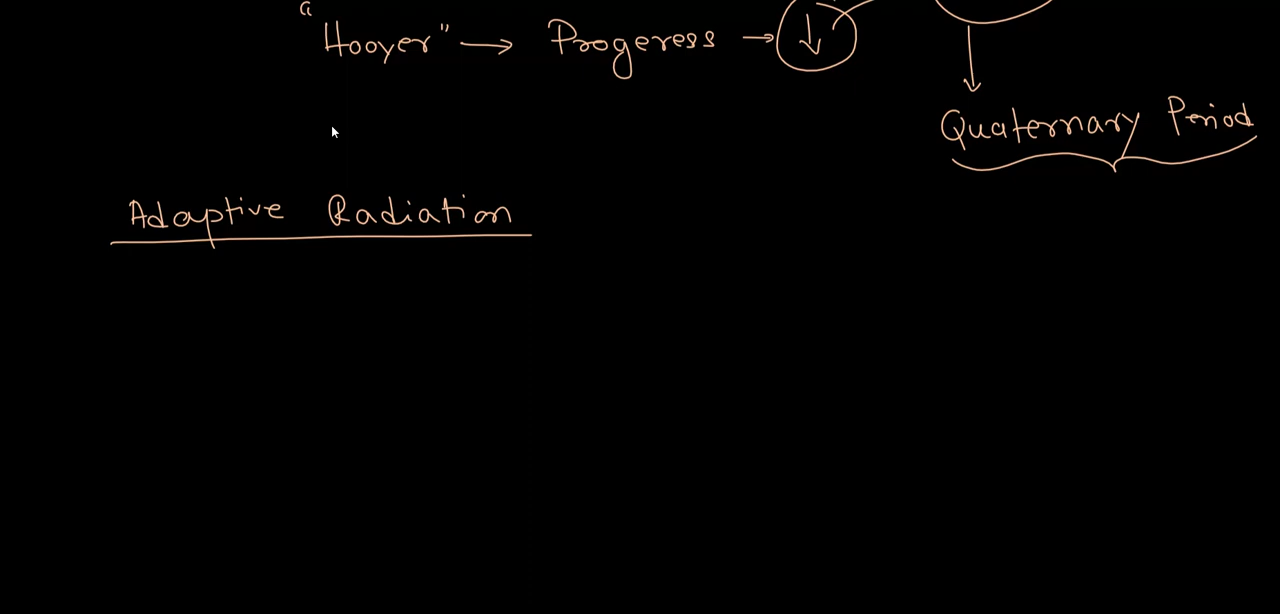 "Hooyer" → Progeress → ↓
Quaternary Period
Adaptive Radiation